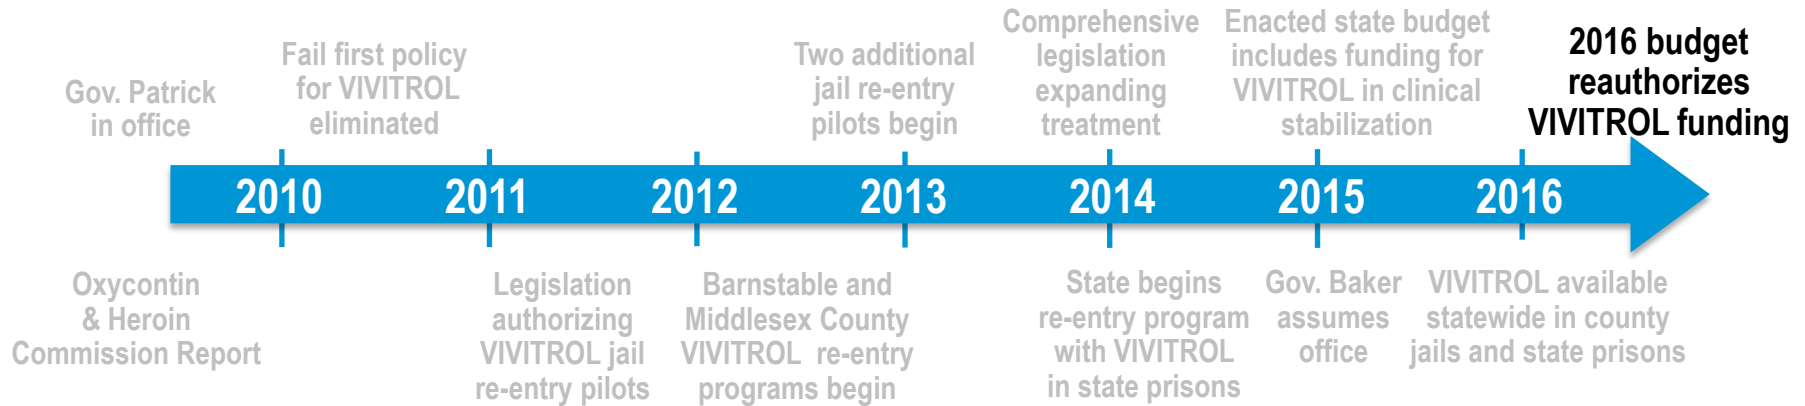 Gov. Patrick
in office
Fail first policy
for VIVITROL
eliminated
Two additional
jail re-entry
pilots begin
Comprehensive
legislation
expanding
treatment
Enacted state budget
includes funding for
VIVITROL in clinical
stabilization
2016 budget
reauthorizes
VIVITROL funding
2010 2011 2012 2013 2014 2015 2016
Oxycontin
& Heroin
Commission Report
Legislation
authorizing
VIVITROL jail
re-entry pilots
Barnstable and
Middlesex County
VIVITROL re-entry
programs begin
State begins
re-entry program
with VIVITROL
in state prisons
Gov. Baker
assumes
office
VIVITROL available
statewide in county
jails and state prisons